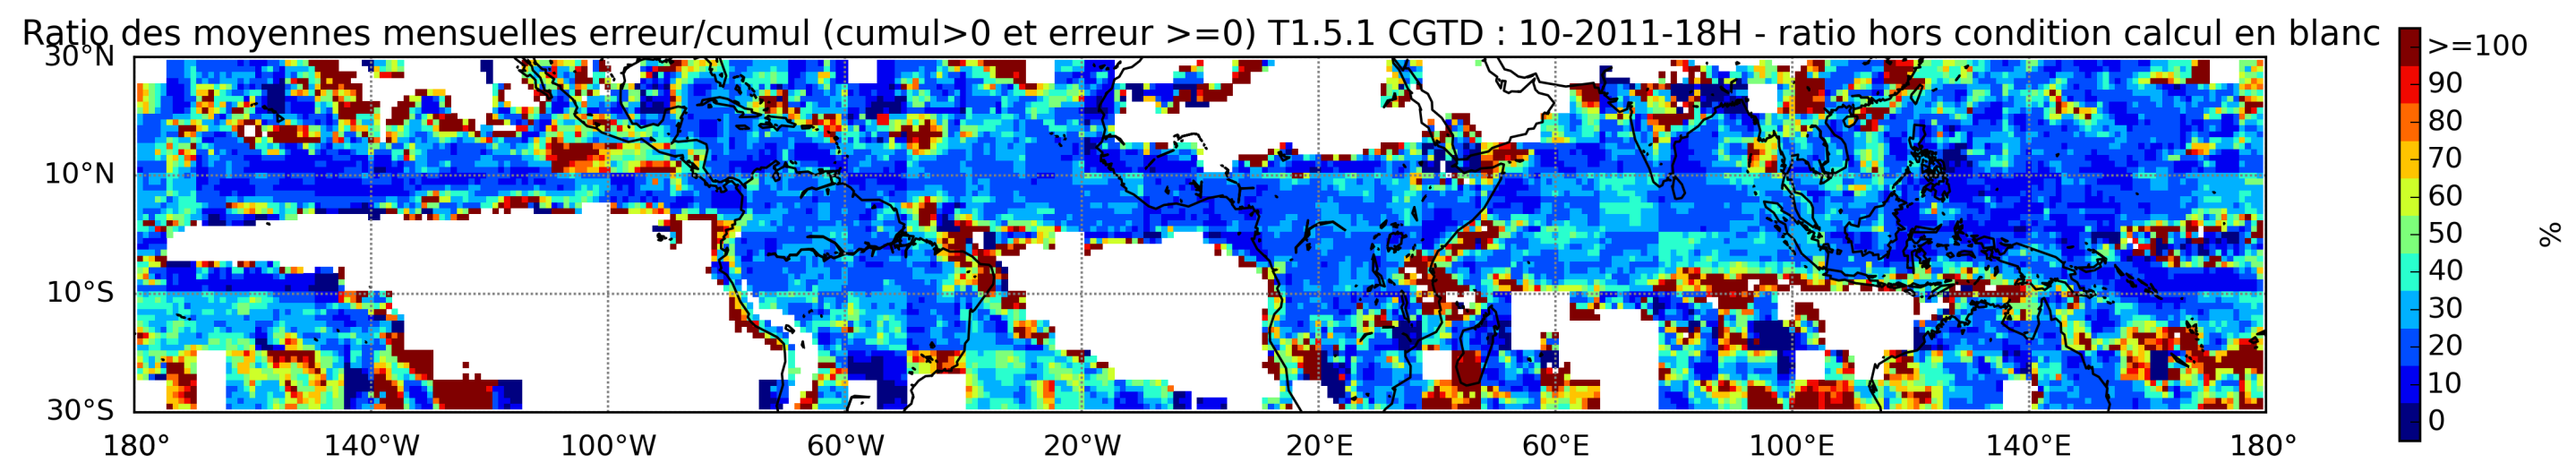 Ratio des moyennes mensuelles erreur/cumul (cumul>0 et erreur >=0) T1.5.1 CGTD : 10-2011-18H - ratio hors condition calcul en blanc
30°N
10°N
10°S
30°S
180°
140°W
100°W
60°W
20°W
20°E
60°E
100°E
140°E
180°
>=100
90
80
70
60
50
40
30
20
10
0
%